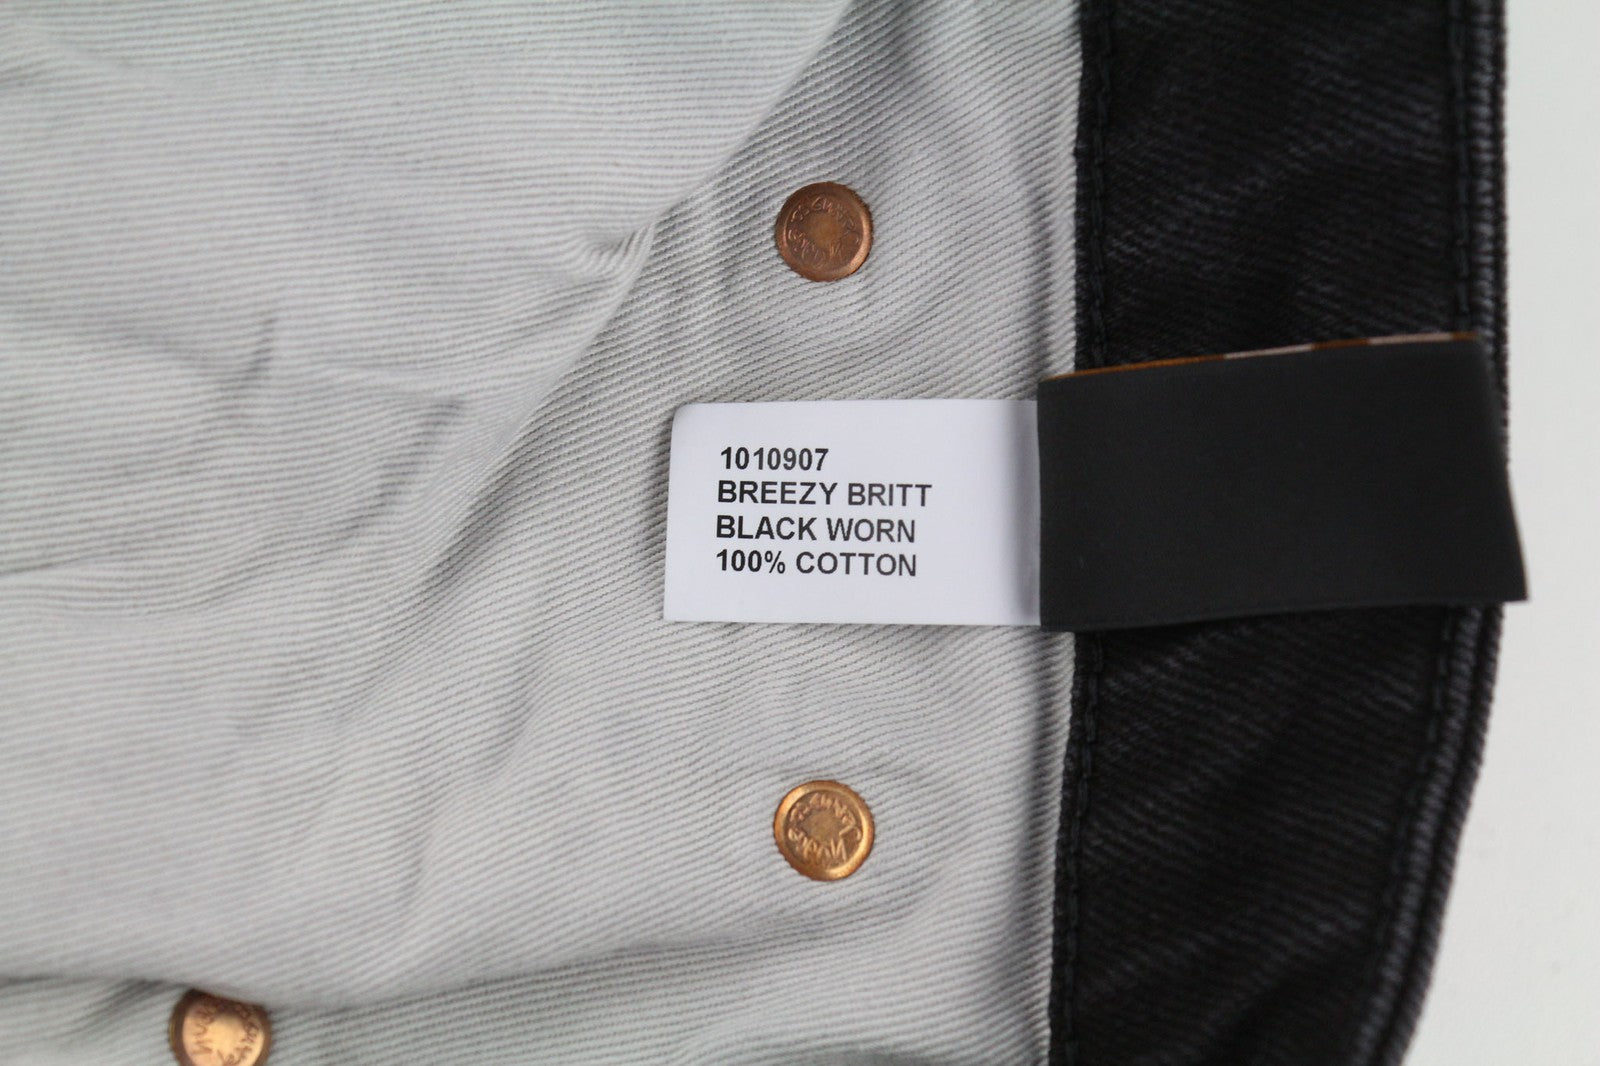 1010907
BREEZY BRITT
BLACK WORN
100% COTTON